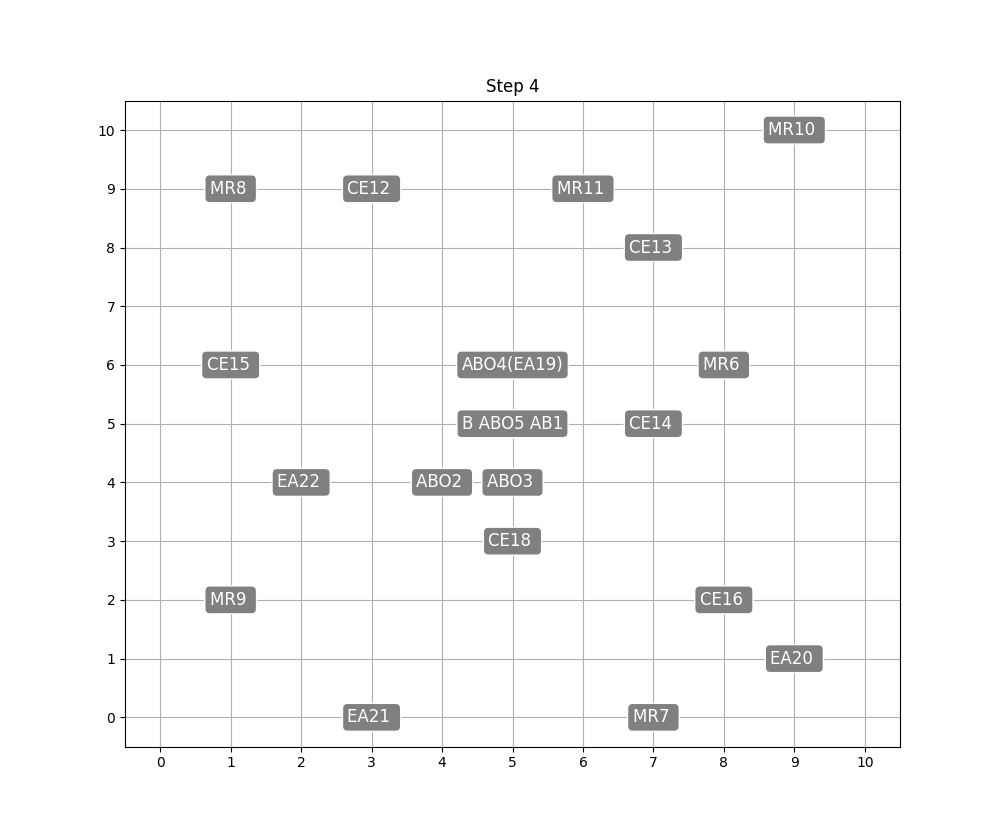 Step 4
10
MR10
9
MR8 CE12 MR11
8
CE13
7
6
CE15 ABO4(EA19) MR6
5
B ABO5 AB1 CE14
4
EA22 ABO2 ABO3
3
CE18
2
MR9 CE16
1
EA20
0
EA21 MR7
0 1 2 3 4 5 6 7 8 9 10